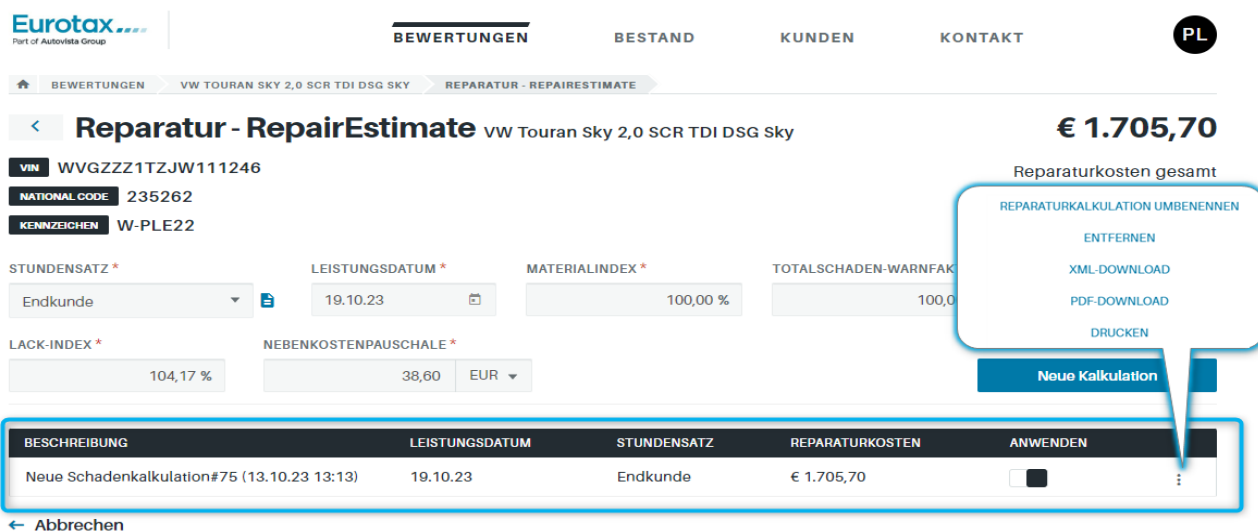 Eurotax....
Part of Autovista Group
BEWERTUNGEN BESTAND KUNDEN KONTAKT PL
BEWERTUNGEN VW TOURAN SKY 2,0 SCR TDI DSG SKY REPARATUR - REPAIRESTIMATE
Reparatur - RepairEstimate VW Touran Sky 2,0 SCR TDI DSG Sky € 1.705,70
VIN WVGZZZ1TZJW111246 Reparaturkosten gesamt
NATIONAL CODE 235262
KENNZEICHEN W-PLE22
REPARATURKALKULATION UMBENENNEN
ENTFERNEN
XML-DOWNLOAD
PDF-DOWNLOAD
DRUCKEN
STUNDENSATZ * LEISTUNGSDATUM * MATERIALINDEX * TOTALSCHADEN-WARNFAK
Endkunde 19.10.23 100,00 % 100,0
LACK-INDEX * NEBENKOSTENPAUSCHALE *
104,17 % 38,60 EUR Neue Kalkulation
BESCHREIBUNG LEISTUNGSDATUM STUNDENSATZ REPARATURKOSTEN ANWENDEN
Neue Schadenkalkulation#75 (13.10.23 13:13) 19.10.23 Endkunde € 1.705,70
← Abbrechen